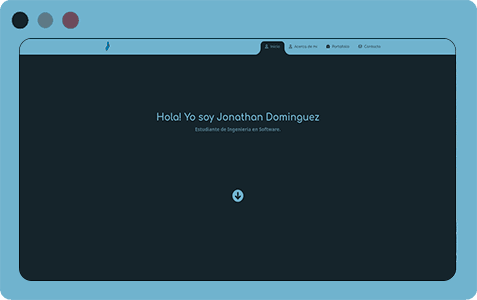 Inicio
Acerca de mi
Portafolio
Contacto
Hola! Yo soy Jonathan Dominguez
Estudiante de Ingeniería en Software.